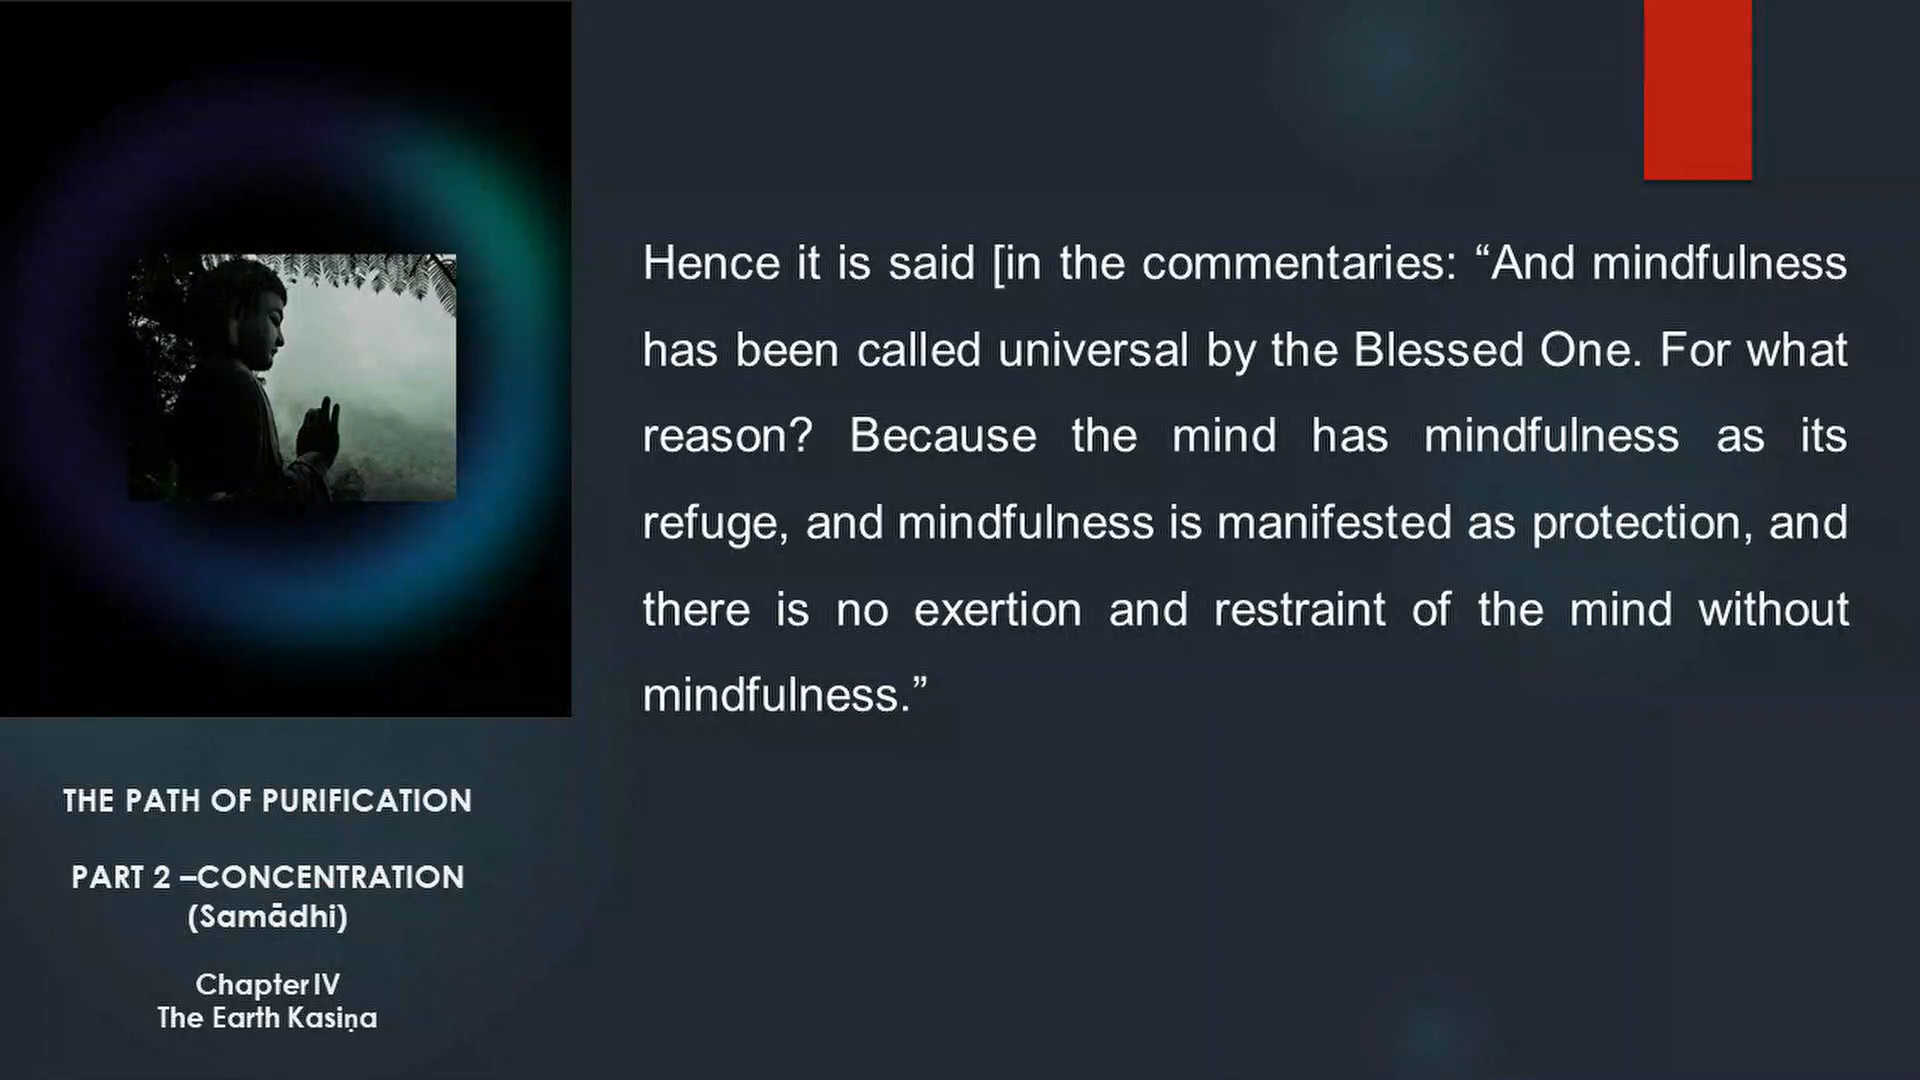 Hence it is said [in the commentaries: “And mindfulness
has been called universal by the Blessed One. For what
reason? Because the mind has mindfulness as its
refuge, and mindfulness is manifested as protection, and
there is no exertion and restraint of the mind without
mindfulness.”
THE PATH OF PURIFICATION
PART 2 –CONCENTRATION
(Samādhi)
Chapter IV
The Earth Kasiṇa